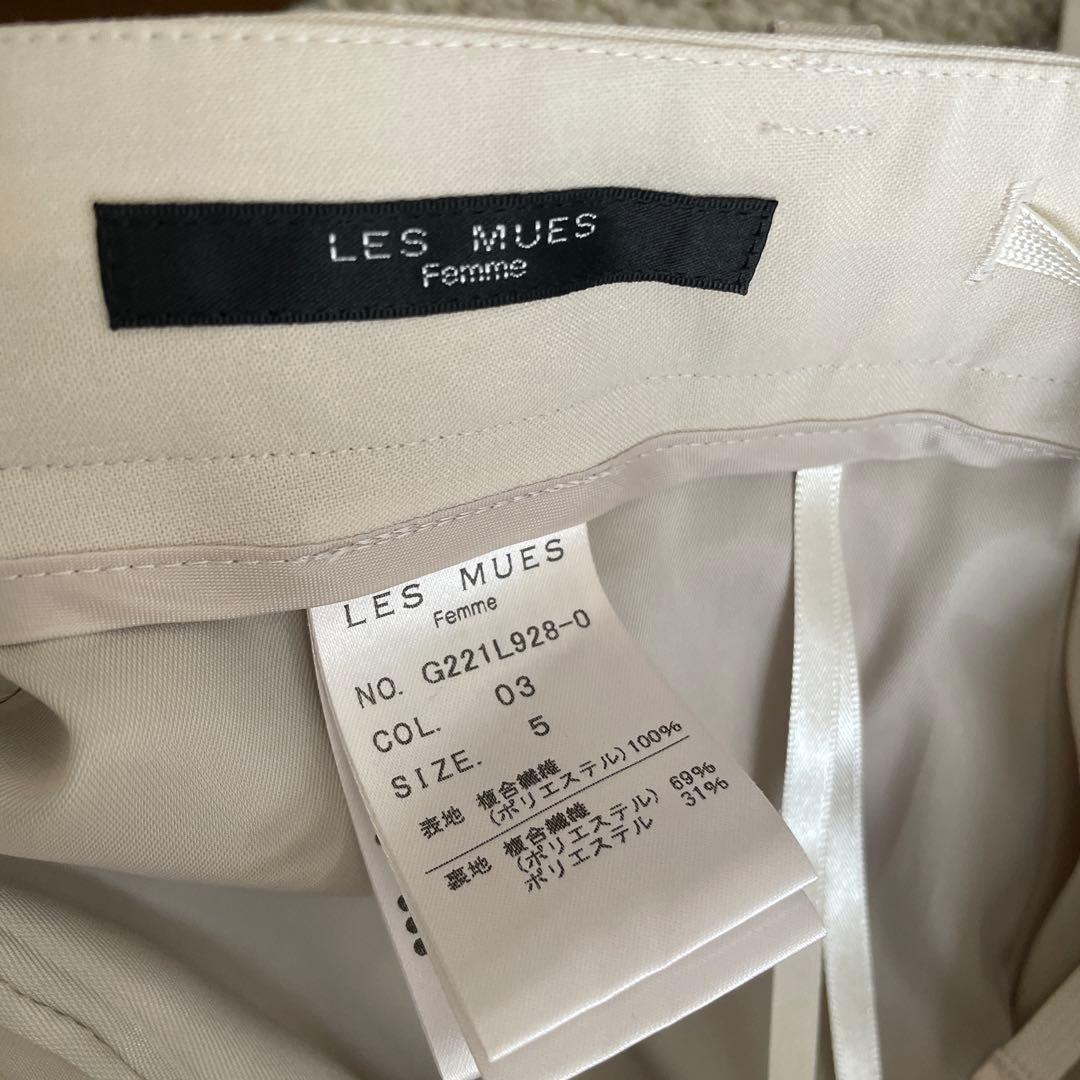 LES MUES
Femme
LES MUES
Femme
NO. G221L928-0
COL. 03
SIZE. 5
表地 複合繊維
(ポリエステル)100%
裏地 複合繊維
(ポリエステル) 69%
ポリエステル 31%